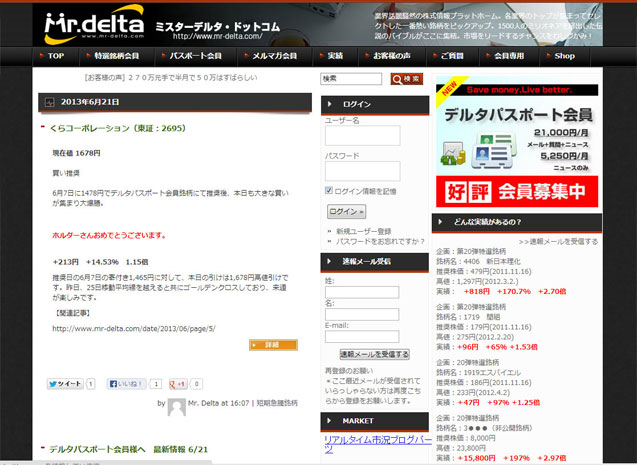 Mr.delta
www.mr-delta.com
ミスターデルタ・ドットコム
http://www.mr-delta.com/
業界話題騒然の株式情報プラットホーム。各業界のトップが集まってセレ
クトした一番熱い銘柄をピックアップ。1500人のミリオネアを輩出した伝
説のバイブルがここに集結。市場をリードするチャンスをわしづかみ！
TOP
特選銘柄会員
パスポート会員
メルマガ会員
実績
お客様の声
ご質問
会員専用
Shop
[お客様の声] 270万元手で半月で50万はすばらしい
2013年6月21日
くらコーポレーション（東証：2695）
現在値 1678円
買い推奨
6月7日に1478円でデルタパスポート会員銘柄にて推奨後、本日も大きな買い
が集まり大爆騰。
ホルダーさんおめでとうございます。
+213円　+14.53%　1.15倍
推奨日の6月7日の寄付き1,465円に対して、本日の引けは1,678円高値引けで
す。昨日、25日移動平均線を越えると共にゴールデンクロスしており、来週
が楽しみです。
【関連記事】
http://www.mr-delta.com/date/2013/06/page/5/
詳細
ツイート 1
いいね！ 1
+1 0
by Mr. Delta at 16:07 | 短期急騰銘柄
デルタパスポート会員様へ　最新情報 6/21
検索
検索
ログイン
ユーザー名
パスワード
ログイン情報を記憶
ログイン »
新規ユーザー登録
パスワードをお忘れですか ?
速報メール受信
姓:
名:
E-mail:
速報メールを受信する
再登録のお願い
※ここ最近メールが受信されて
いらっしゃらない方は再度こち
らから登録をお願いします。
MARKET
リアルタイム市況ブログパー
ツ
NEW
Save money.Live better.
デルタパスポート会員
21,000円/月
メール+質問+ニュース
5,250円/月
ニュースのみ
好評 会員募集中
どんな実績があるの？
>>速報メールを受信する
企画：第20弾特選銘柄
銘柄名：4406　新日本理化
推奨株価：479円(2011.11.16)
高値：1,297円(2012.3.2.)
実績：　+818円　+170.7%　+2.70倍
企画：第20弾特選銘柄
銘柄名：1719　間組
推奨株価：179円(2011.11.16)
高値：275円(2012.2.20)
実績：+96円　+65% +1.53倍
企画：20弾特選銘柄
銘柄名：1919エスバイエル
推奨株価：186円(2011.11.16)
高値：233円(2012.4.2)
実績：+47円　+97% +1.25倍
企画：20弾特選銘柄
銘柄名：3●●●（非公開銘柄）
推奨株価：8,000円
高値：23,800円
実績：+15,800円　+197%　+2.97倍